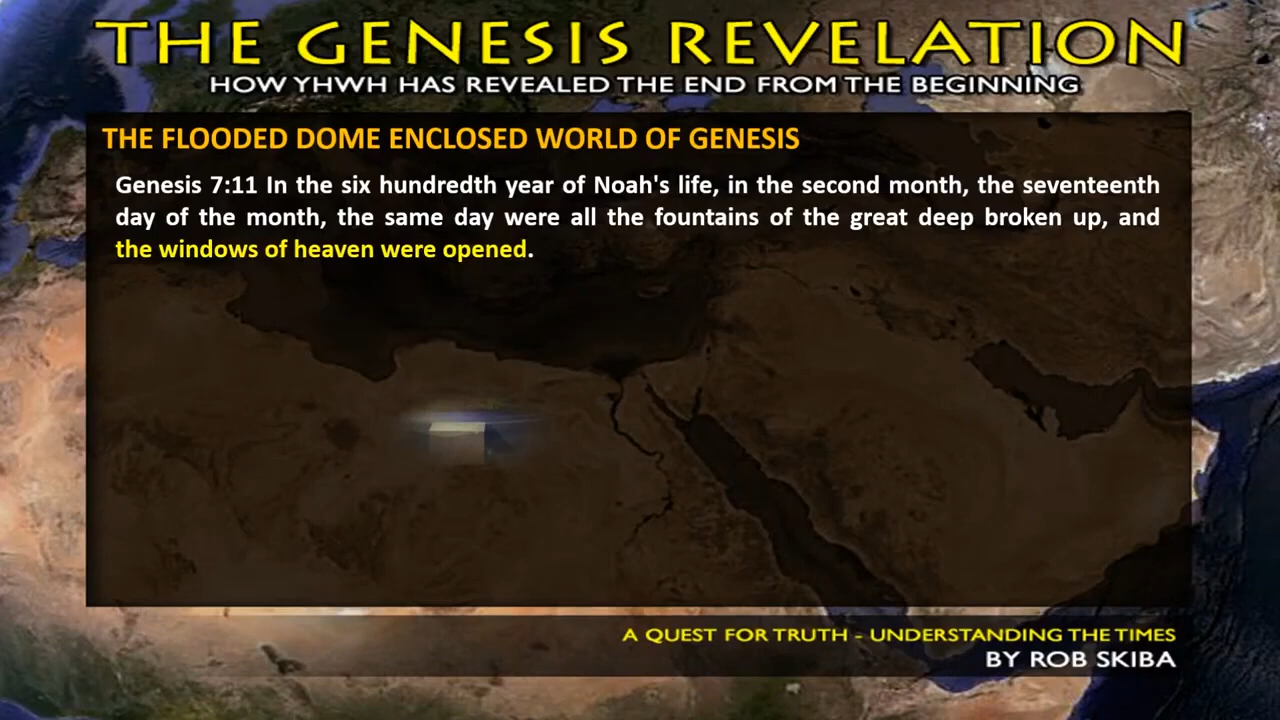 THE GENESIS REVELATION
HOW YHWH HAS REVEALED THE END FROM THE BEGINNING
THE FLOODED DOME ENCLOSED WORLD OF GENESIS
Genesis 7:11 In the six hundredth year of Noah's life, in the second month, the seventeenth
day of the month, the same day were all the fountains of the great deep broken up, and
the windows of heaven were opened.
A QUEST FOR TRUTH - UNDERSTANDING THE TIMES
BY ROB SKIBA